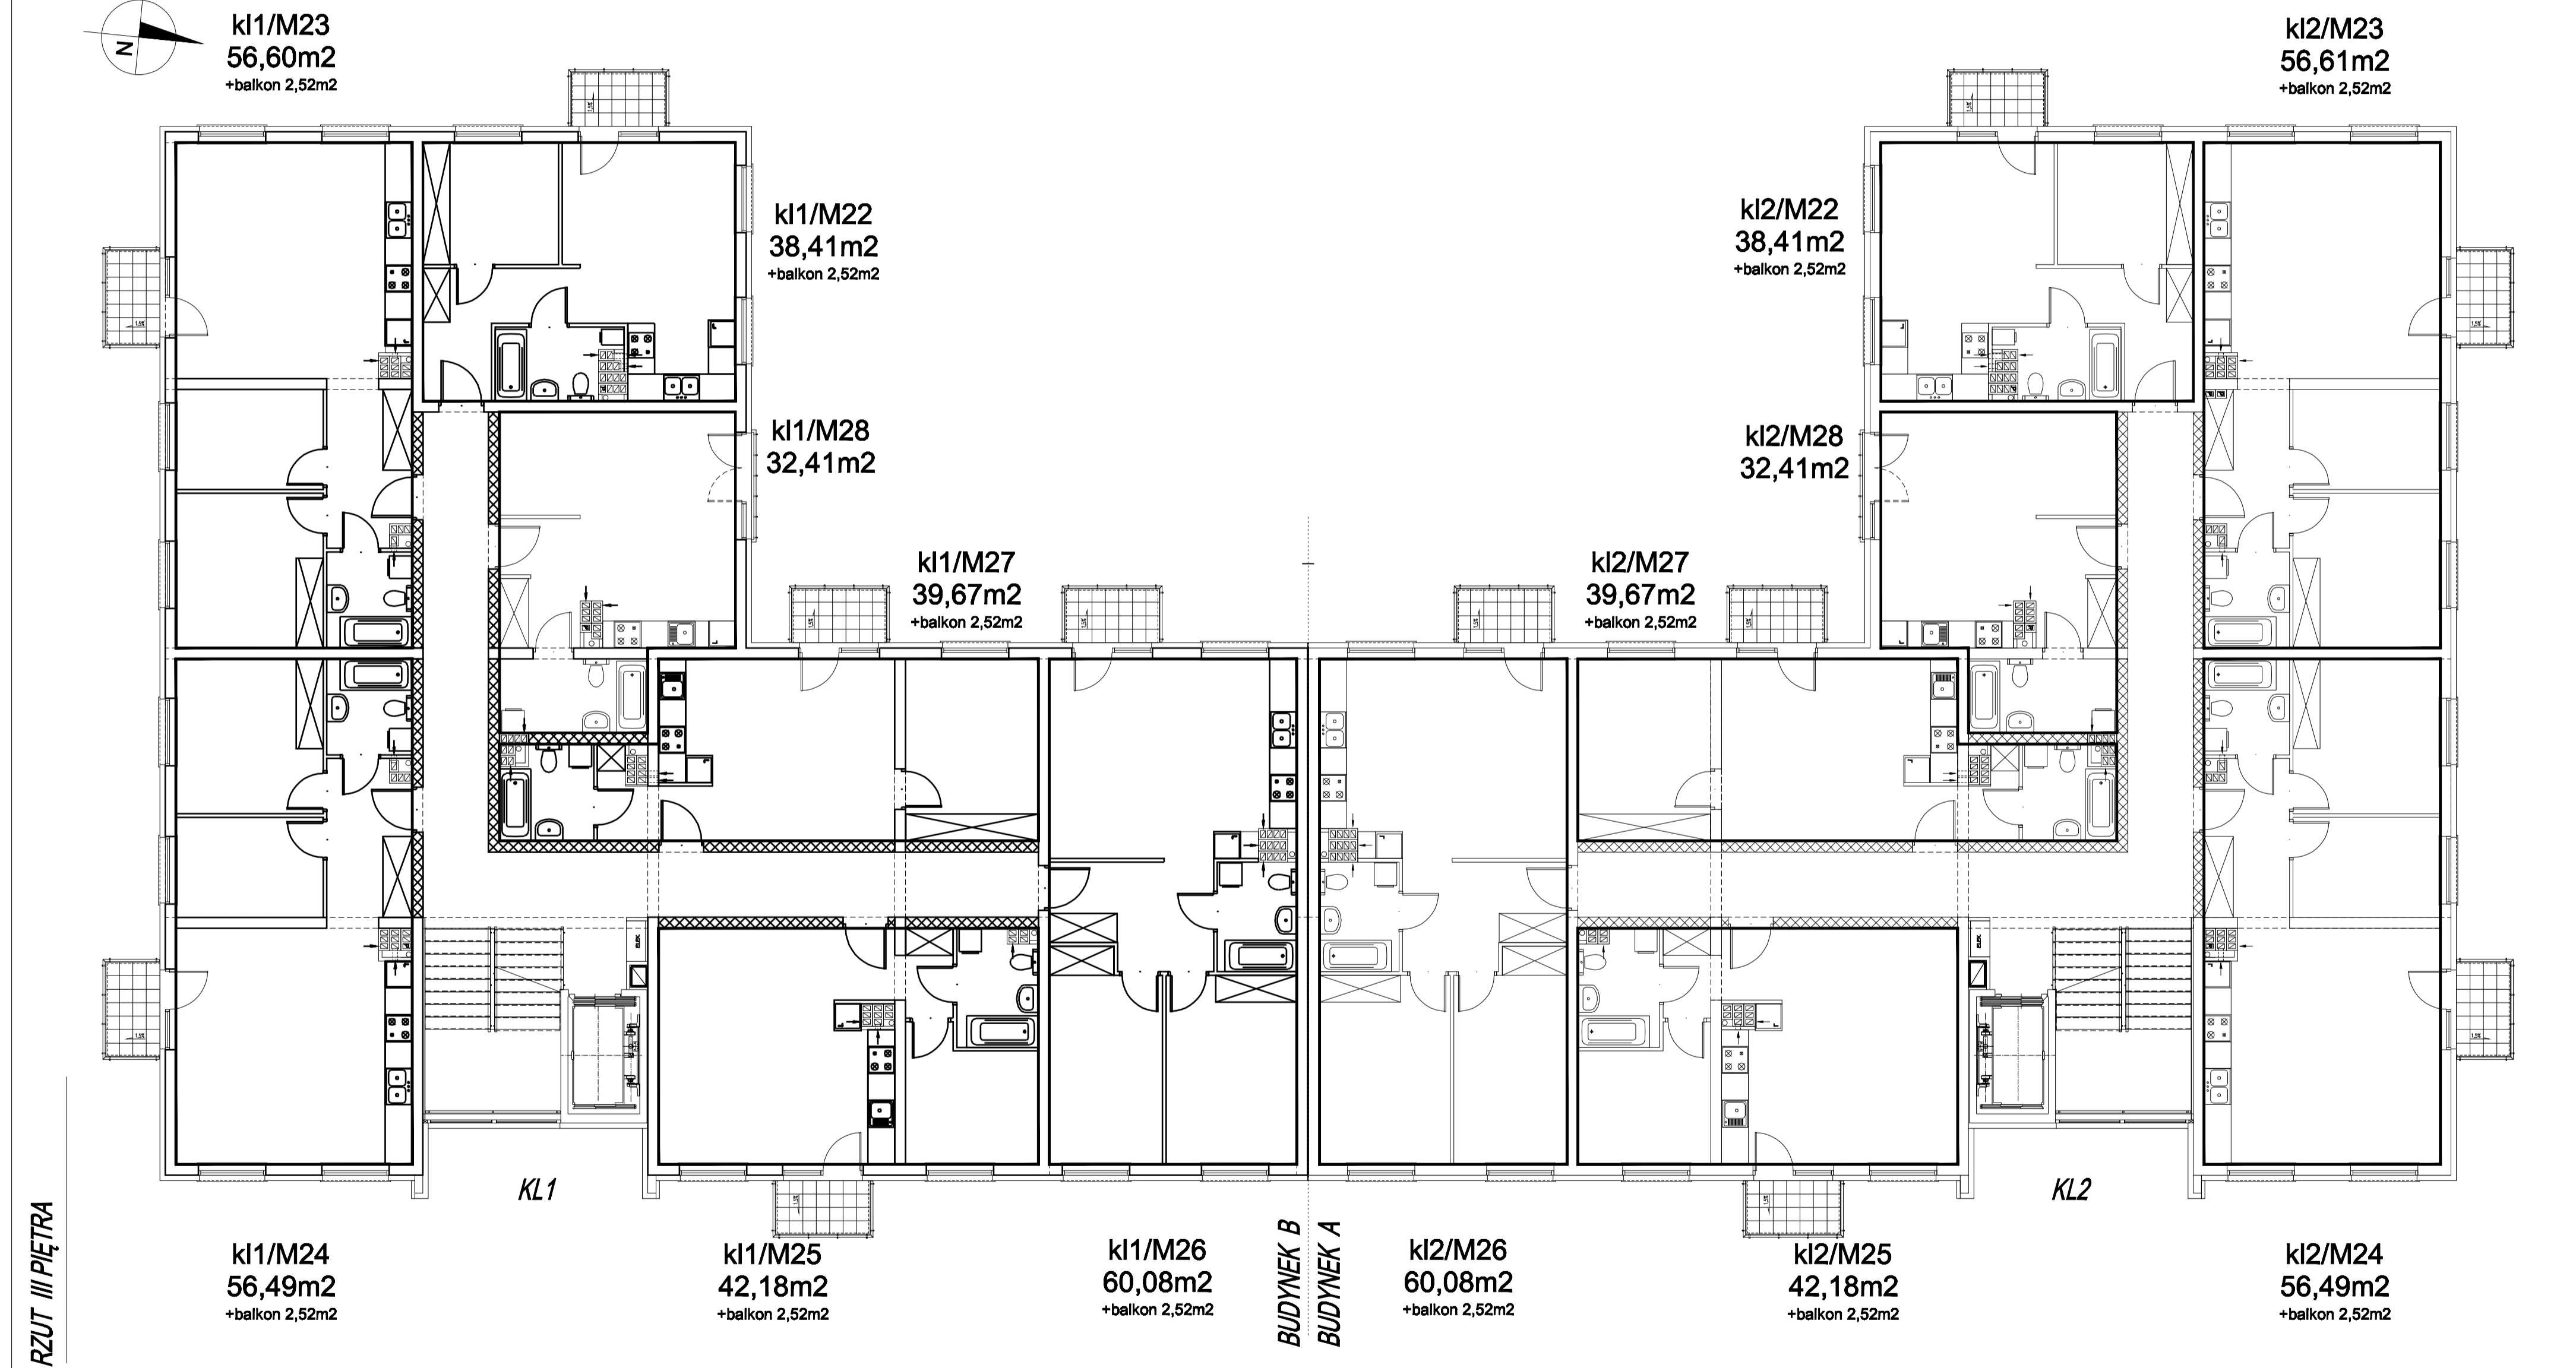 N
kl1/M23
56,60m2
+balkon 2,52m2
kl2/M23
56,61m2
+balkon 2,52m2
kl1/M22
38,41m2
+balkon 2,52m2
kl2/M22
38,41m2
+balkon 2,52m2
kl1/M28
32,41m2
kl2/M28
32,41m2
kl1/M27
39,67m2
+balkon 2,52m2
kl2/M27
39,67m2
+balkon 2,52m2
KL1
KL2
kl1/M24
56,49m2
+balkon 2,52m2
kl1/M25
42,18m2
+balkon 2,52m2
kl1/M26
60,08m2
+balkon 2,52m2
BUDYNEK B
BUDYNEK A
kl2/M26
60,08m2
+balkon 2,52m2
kl2/M25
42,18m2
+balkon 2,52m2
kl2/M24
56,49m2
+balkon 2,52m2
RZUT III PIĘTRA